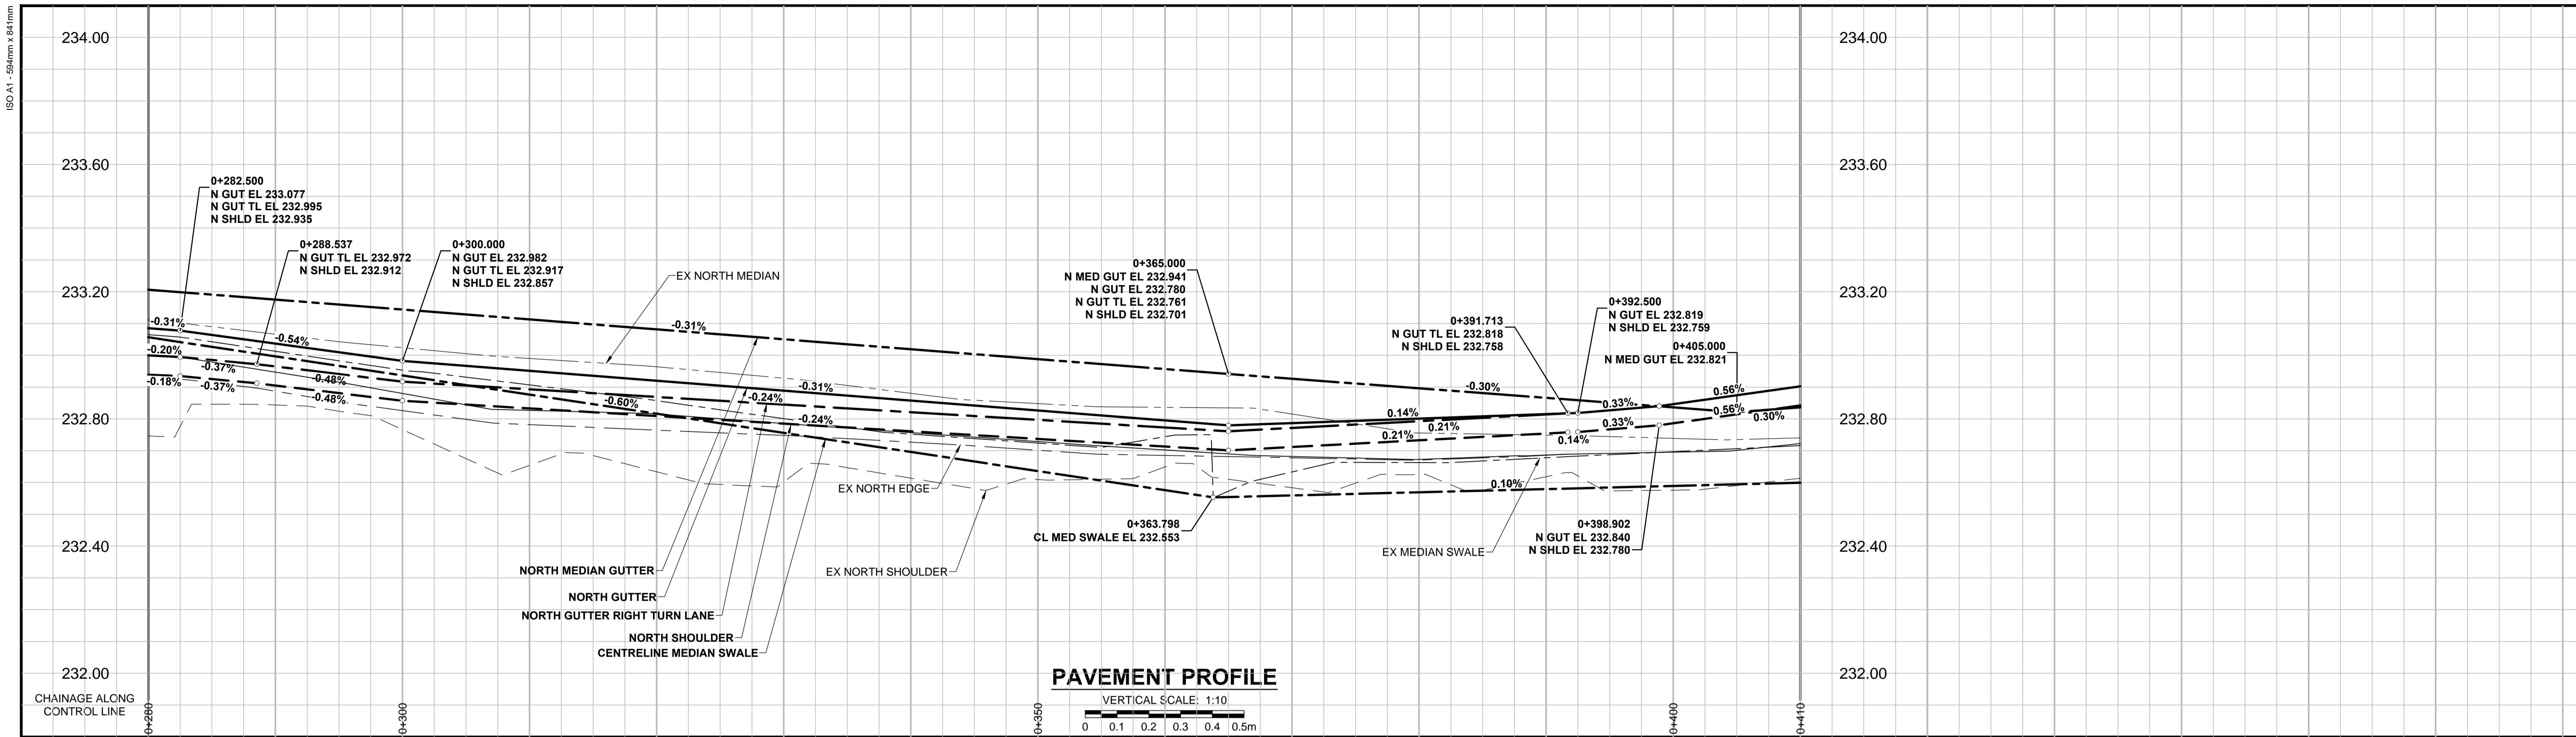 ISO A1 - 594mm x 841mm
234.00
234.00
233.60
233.60
0+282.500
N GUT EL 233.077
N GUT TL EL 232.995
N SHLD EL 232.935
0+288.537
N GUT TL EL 232.972
N SHLD EL 232.912
0+300.000
N GUT EL 232.982
N GUT TL EL 232.917
N SHLD EL 232.857
EX NORTH MEDIAN
0+365.000
N MED GUT EL 232.941
N GUT EL 232.780
N GUT TL EL 232.761
N SHLD EL 232.701
0+391.713
N GUT TL EL 232.818
N SHLD EL 232.758
0+392.500
N GUT EL 232.819
N SHLD EL 232.759
0+405.000
N MED GUT EL 232.821
233.20
233.20
-0.31%
-0.54%
-0.31%
-0.20%
-0.37%
-0.48%
-0.18%
-0.37%
-0.48%
-0.60%
-0.24%
-0.31%
-0.24%
-0.30%
0.14%
0.21%
0.21%
0.33%
0.14%
0.33%
0.56%
0.56%
0.30%
0.10%
232.80
232.80
EX NORTH EDGE
0+363.798
CL MED SWALE EL 232.553
EX MEDIAN SWALE
0+398.902
N GUT EL 232.840
N SHLD EL 232.780
232.40
232.40
NORTH MEDIAN GUTTER
EX NORTH SHOULDER
NORTH GUTTER
NORTH GUTTER RIGHT TURN LANE
NORTH SHOULDER
CENTRELINE MEDIAN SWALE
232.00
232.00
PAVEMENT PROFILE
VERTICAL SCALE: 1:10
0 0.1 0.2 0.3 0.4 0.5m
CHAINAGE ALONG
CONTROL LINE
0+280
0+300
0+350
0+400
0+410